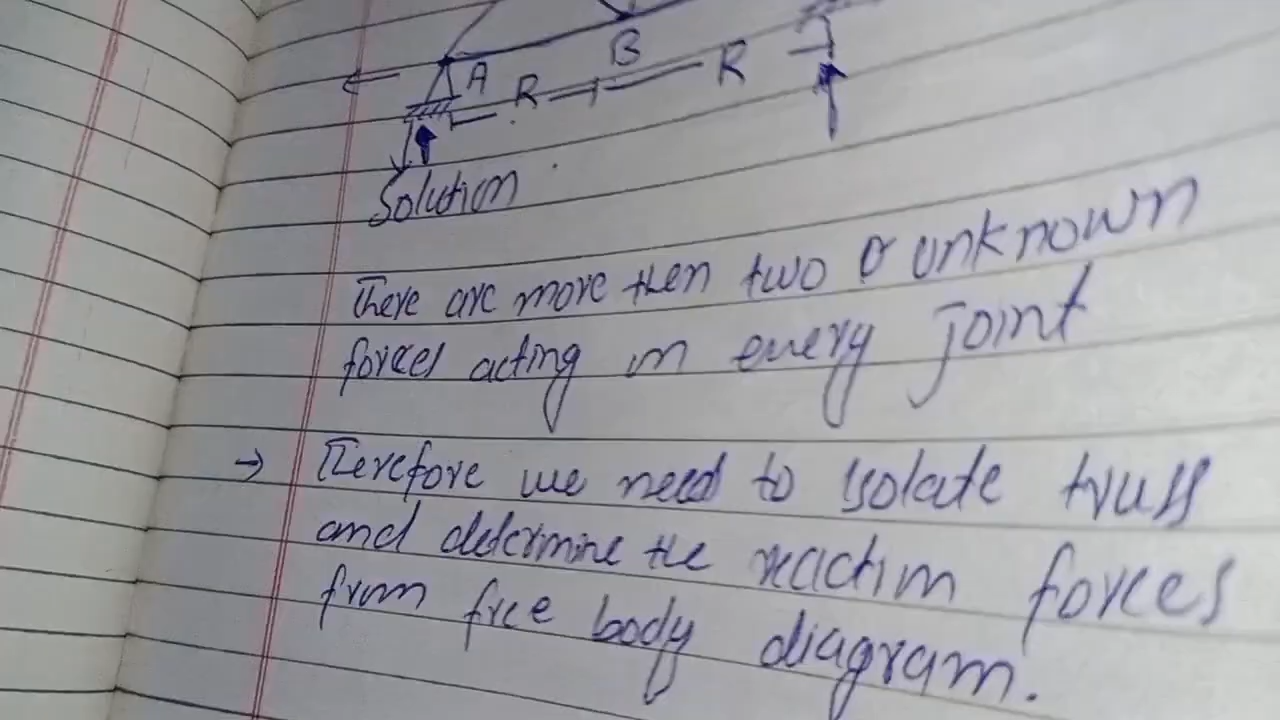 B
A R R
Solution
There are more then two unknown
forces acting in every joint
→ Therefore we need to isolate truss
and determine the reaction forces
from free body diagram.